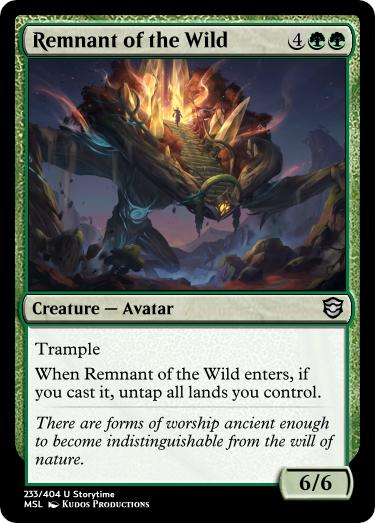 Remnant of the Wild 4
Creature — Avatar
Trample
When Remnant of the Wild enters, if
you cast it, untap all lands you control.
There are forms of worship ancient enough
to become indistinguishable from the will of
nature.
6/6
233/404 U Storytime
MSL Kudos Productions